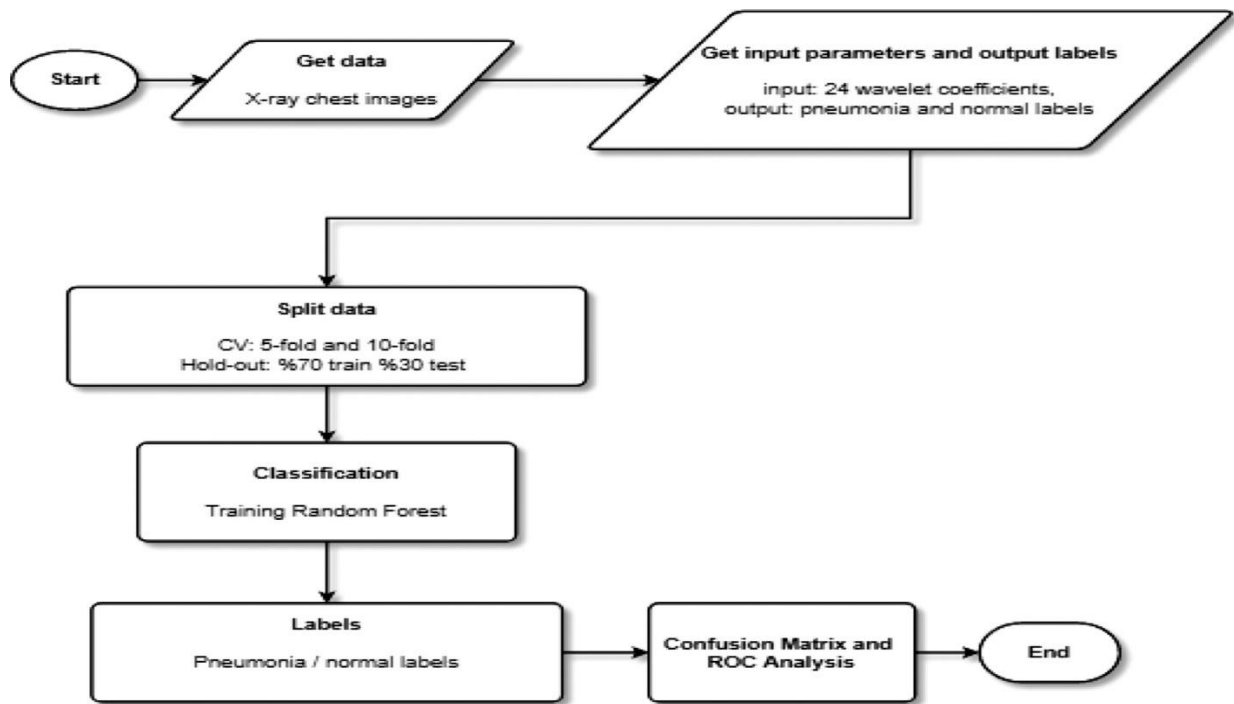 Start
Get data
X-ray chest images
Get input parameters and output labels
input: 24 wavelet coefficients,
output: pneumonia and normal labels
Split data
CV: 5-fold and 10-fold
Hold-out: %70 train %30 test
Classification
Training Random Forest
Labels
Pneumonia / normal labels
Confusion Matrix and
ROC Analysis
End